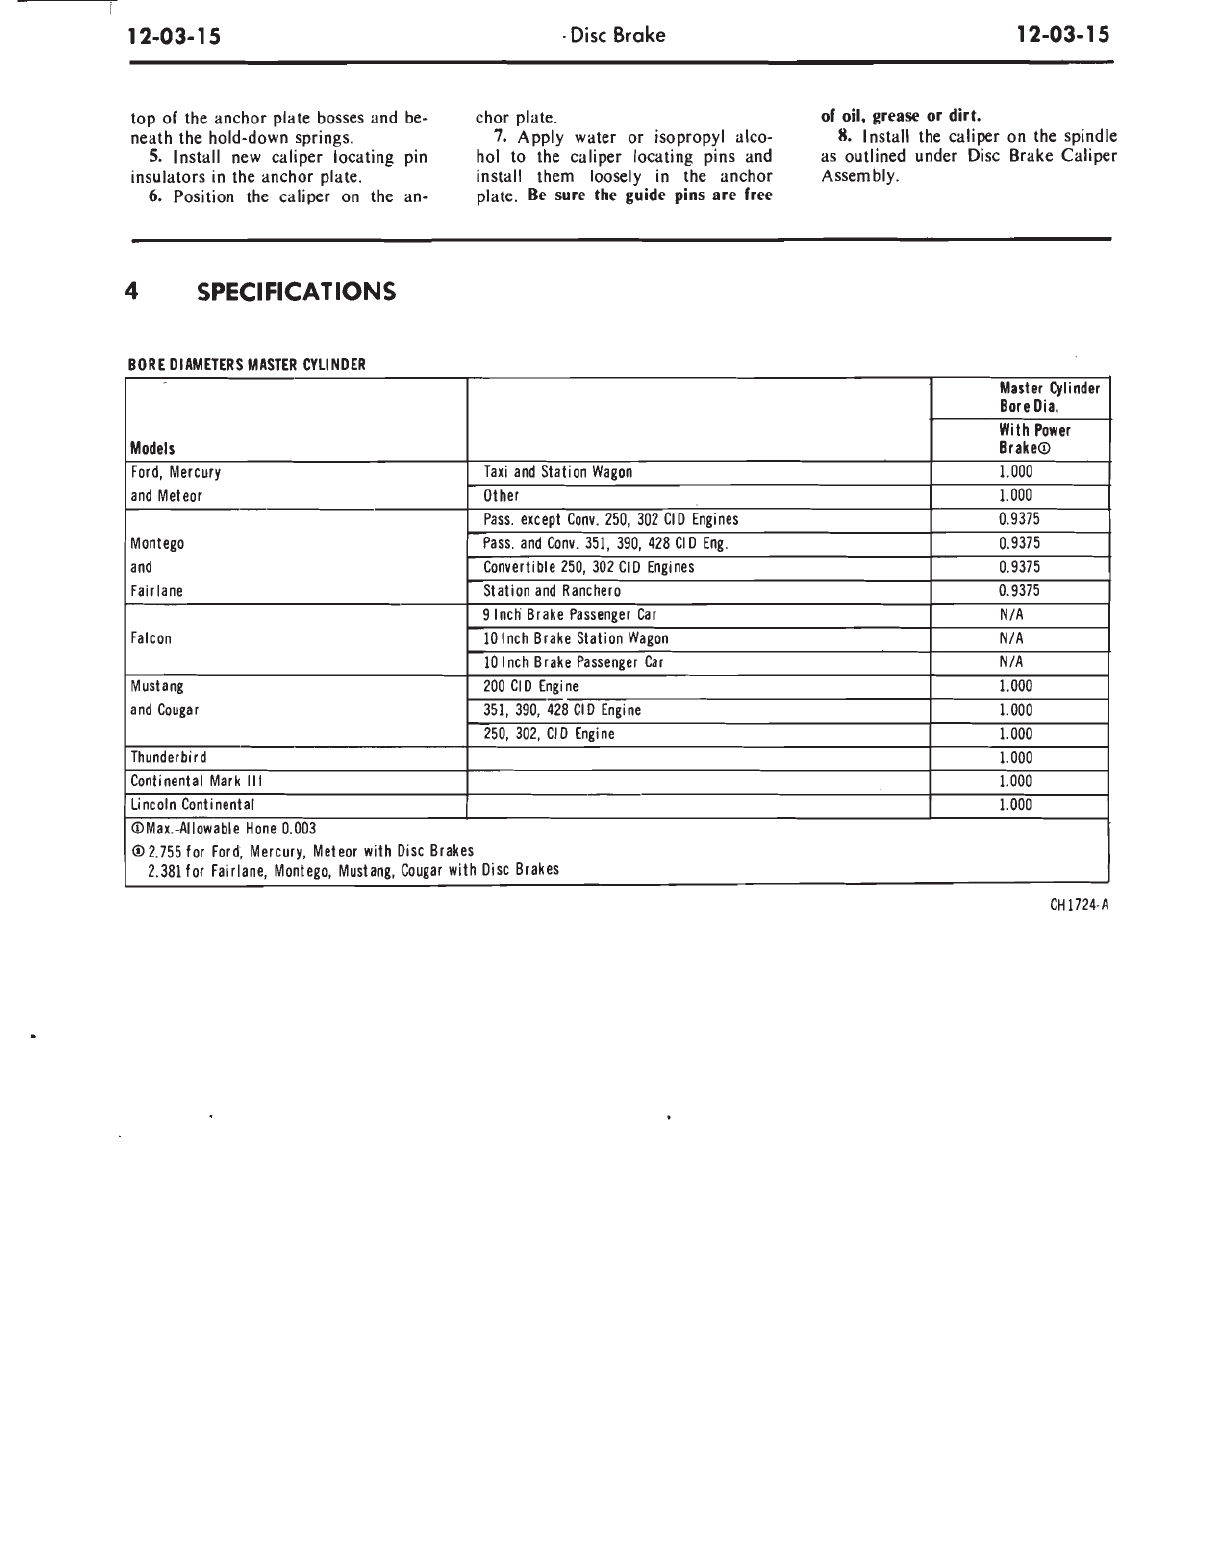 12-03-15 Disc Brake 12-03-15
top of the anchor plate bosses and be-
neath the hold-down springs.
5. Install new caliper locating pin
insulators in the anchor plate.
6. Position the caliper on the an-
chor plate.
7. Apply water or isopropyl alco-
hol to the caliper locating pins and
install them loosely in the anchor
plate. Be sure the guide pins are free
of oil, grease or dirt.
8. Install the caliper on the spindle
as outlined under Disc Brake Caliper
Assembly.
4 SPECIFICATIONS
BORE DIAMETERS MASTER CYLINDER
Master Cylinder
Bore Dia.
With Power
Models Brake①
Ford, Mercury Taxi and Station Wagon 1.000
and Meteor Other 1.000
Pass. except Conv. 250, 302 CID Engines 0.9375
Montego Pass. and Conv. 351, 390, 428 CID Eng. 0.9375
and Convertible 250, 302 CID Engines 0.9375
Fairlane Station and Ranchero 0.9375
9 Inch Brake Passenger Car N/A
Falcon 10 Inch Brake Station Wagon N/A
10 Inch Brake Passenger Car N/A
Mustang 200 CID Engine 1.000
and Cougar 351, 390, 428 CID Engine 1.000
250, 302, CID Engine 1.000
Thunderbird 1.000
Continental Mark III 1.000
Lincoln Continental 1.000
①Max.-Allowable Hone 0.003
③2.755 for Ford, Mercury, Meteor with Disc Brakes
2.381 for Fairlane, Montego, Mustang, Cougar with Disc Brakes
CH1724-A